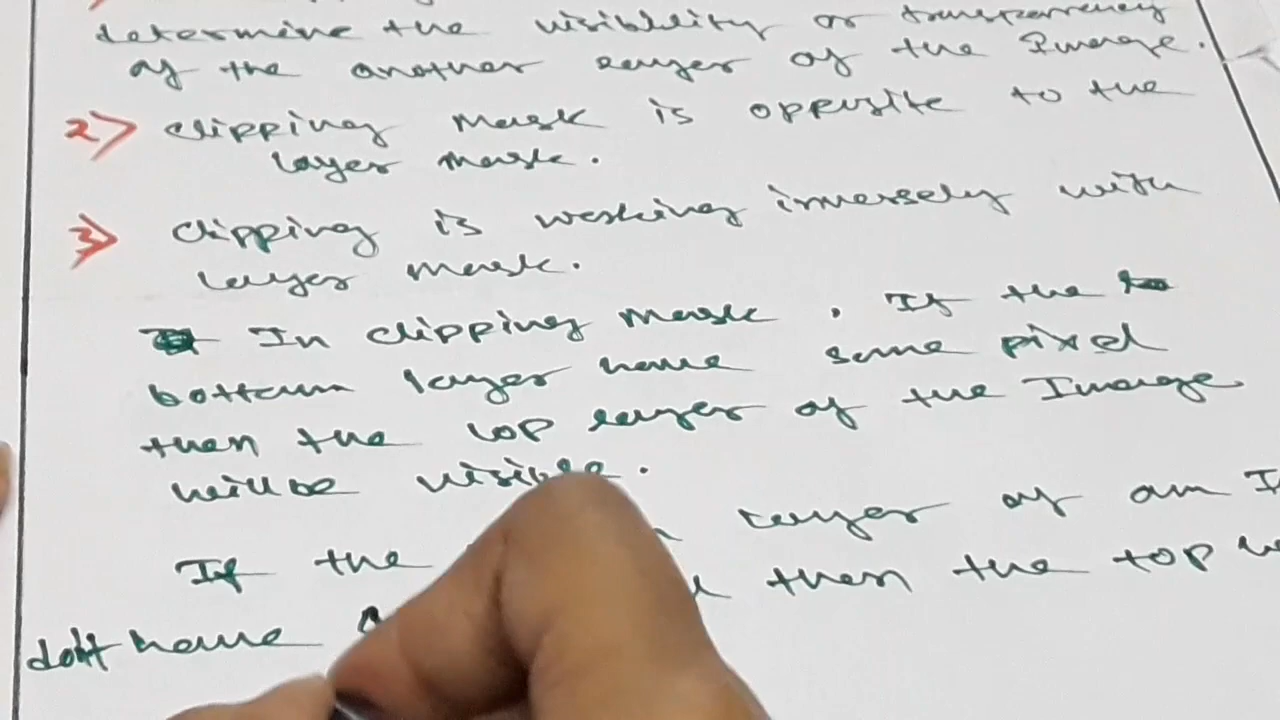 determine the visiblity or transparency
of the another layer of the Image.
2> clipping mask is opposite to the
layer mask.
3> clipping is working inversely with
layer mask.
In clipping mask. If the
bottom layer have some pixel
then the top layer of the Image
will be visible.
If the layer of an I
then the top
don't have